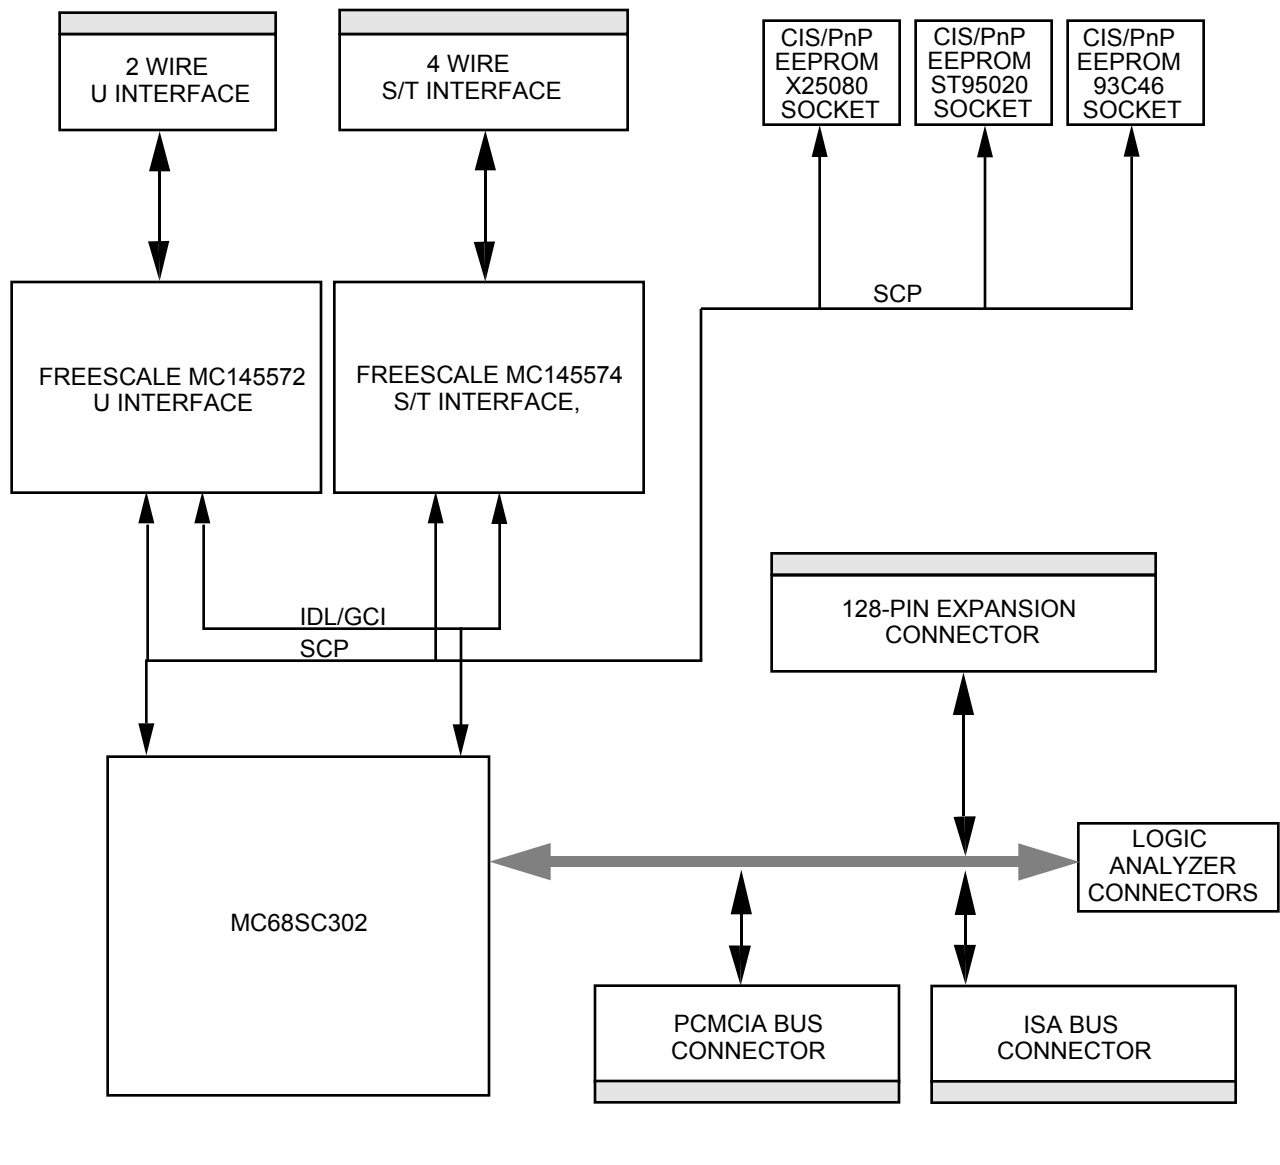 2 WIRE
U INTERFACE
4 WIRE
S/T INTERFACE
CIS/PnP
EEPROM
X25080
SOCKET
CIS/PnP
EEPROM
ST95020
SOCKET
CIS/PnP
EEPROM
93C46
SOCKET
SCP
FREESCALE MC145572
U INTERFACE
FREESCALE MC145574
S/T INTERFACE,
IDL/GCI
SCP
128-PIN EXPANSION
CONNECTOR
LOGIC
ANALYZER
CONNECTORS
MC68SC302
PCMCIA BUS
CONNECTOR
ISA BUS
CONNECTOR